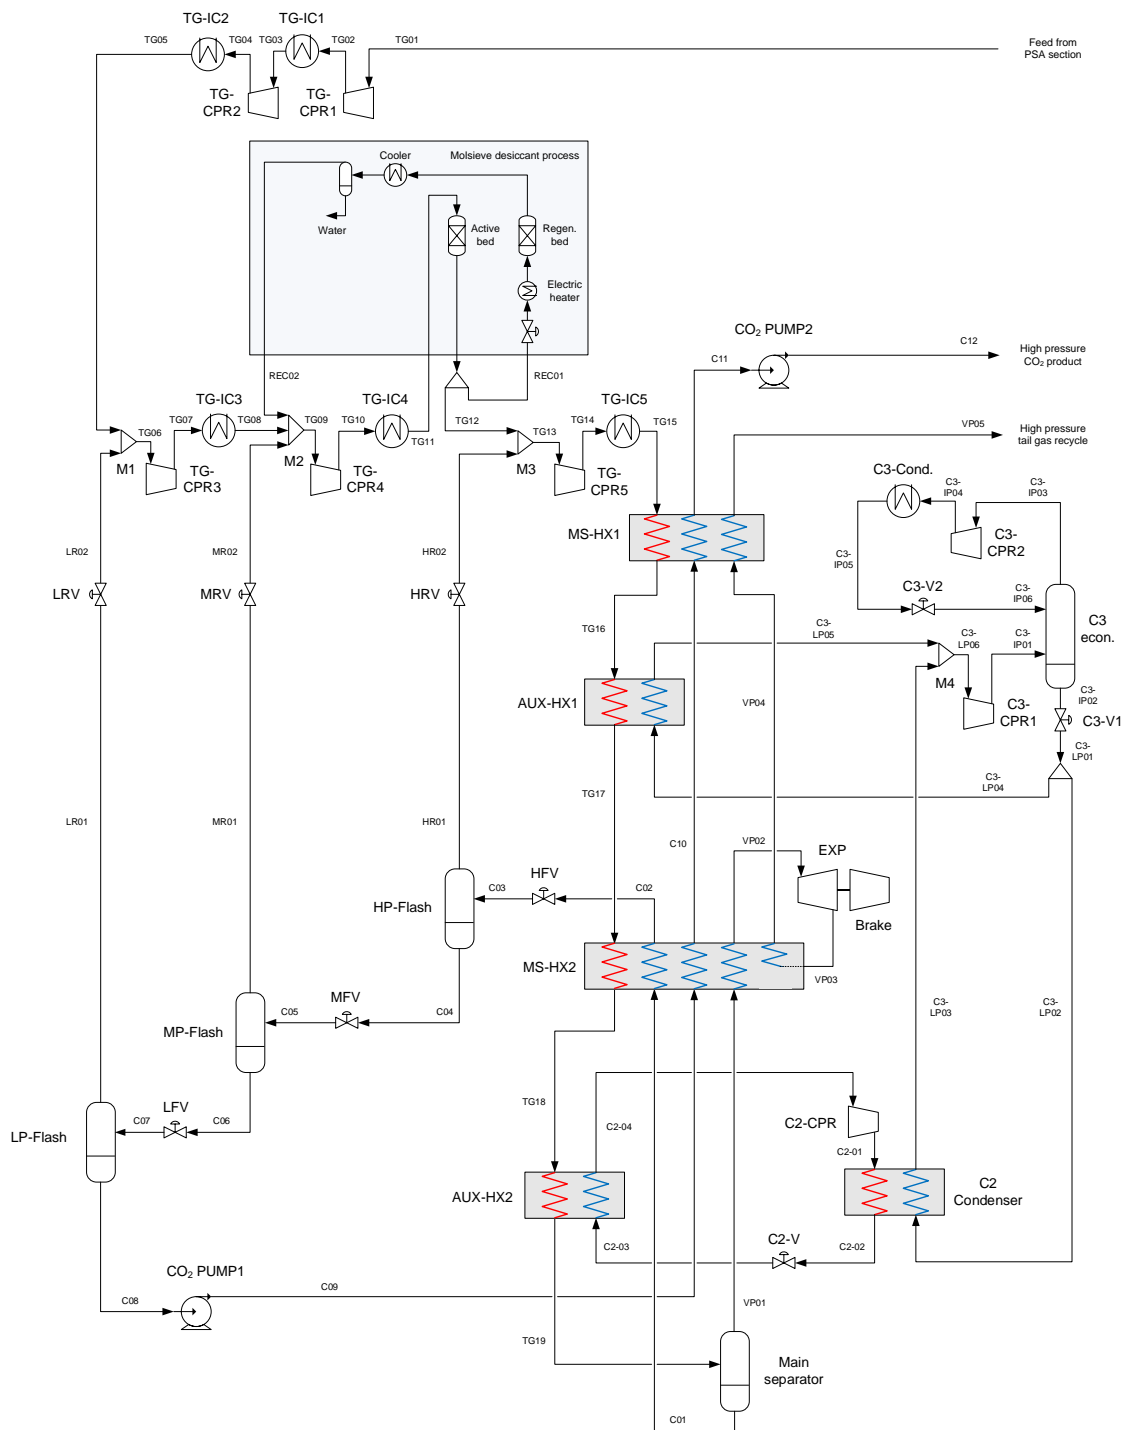 TG-IC2
TG-IC1
TG05
TG04
TG03
TG02
TG01
Feed from
PSA section
TG-
CPR2
TG-
CPR1
Cooler
Molsieve desiccant process
Water
Active
bed
Regen.
bed
Electric
heater
CO₂ PUMP2
C11
C12
High pressure
CO₂ product
REC02
REC01
TG-IC3
TG-IC4
TG-IC5
TG06
TG07
TG08
TG09
TG10
TG11
TG12
TG13
TG14
TG15
VP05
High pressure
tail gas recycle
M1
TG-
CPR3
M2
TG-
CPR4
M3
TG-
CPR5
C3-Cond.
C3-
IP04
C3-
IP03
MS-HX1
C3-
CPR2
LR02
MR02
HR02
C3-
IP05
C3-V2
C3-
IP06
LRV
MRV
HRV
TG16
C3-
LP05
C3-
LP06
C3-
IP01
C3
econ.
M4
AUX-HX1
VP04
C3-
CPR1
C3-
IP02
C3-V1
C3-
LP01
TG17
C3-
LP04
LR01
MR01
HR01
C10
VP02
EXP
HP-Flash
C03
HFV
C02
Brake
MS-HX2
VP03
MP-Flash
C05
MFV
C04
C3-
LP03
C3-
LP02
LP-Flash
C07
LFV
C06
TG18
C2-04
C2-CPR
C2-01
AUX-HX2
C2
Condenser
C2-03
C2-V
C2-02
CO₂ PUMP1
C08
C09
VP01
TG19
Main
separator
C01